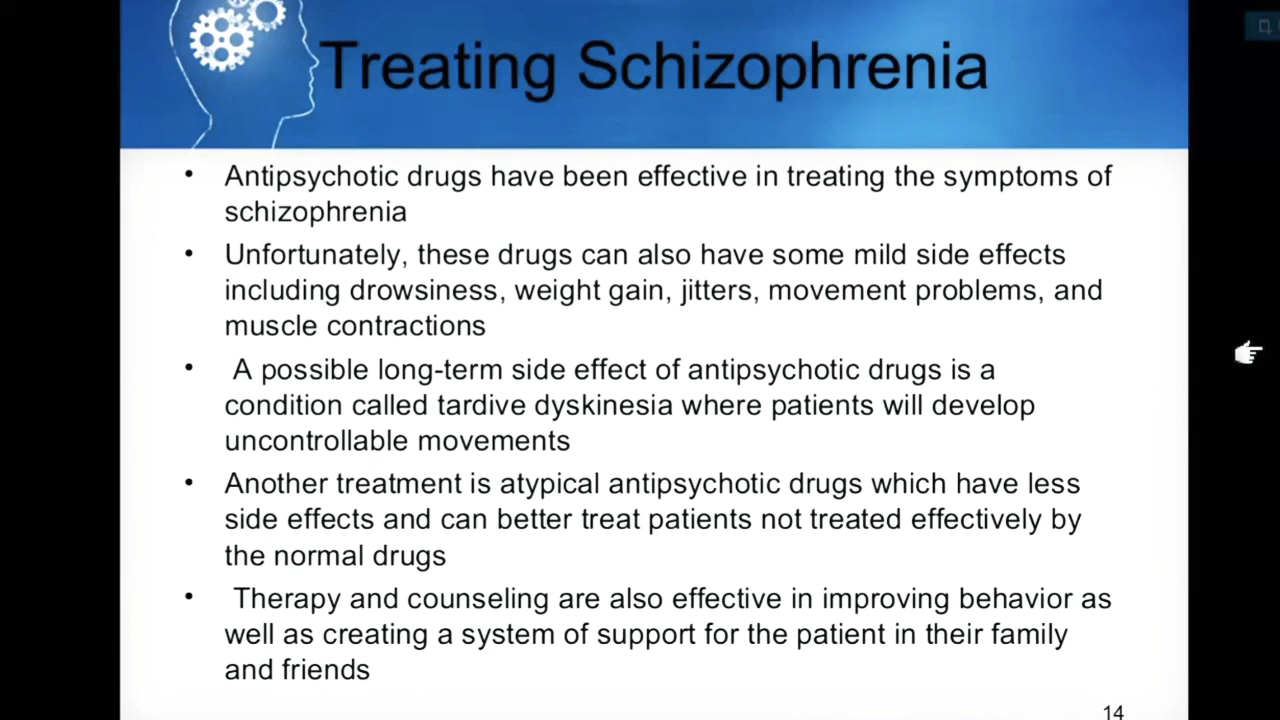 Treating Schizophrenia
• Antipsychotic drugs have been effective in treating the symptoms of
schizophrenia
• Unfortunately, these drugs can also have some mild side effects
including drowsiness, weight gain, jitters, movement problems, and
muscle contractions
• A possible long-term side effect of antipsychotic drugs is a
condition called tardive dyskinesia where patients will develop
uncontrollable movements
• Another treatment is atypical antipsychotic drugs which have less
side effects and can better treat patients not treated effectively by
the normal drugs
• Therapy and counseling are also effective in improving behavior as
well as creating a system of support for the patient in their family
and friends
14